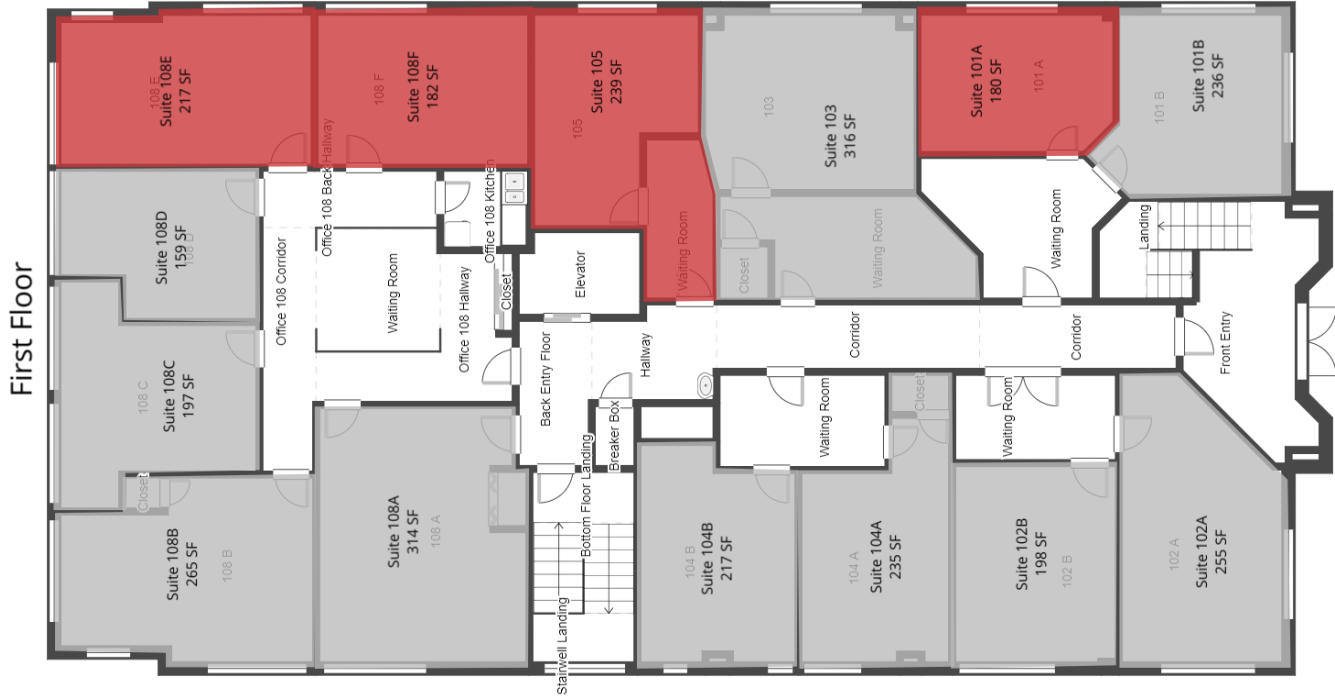 First Floor
108 E
Suite 108E
217 SF
108 F
Suite 108F
182 SF
105
Suite 105
239 SF
Waiting Room
103
Suite 103
316 SF
Closet
Waiting Room
Suite 101A
180 SF
101 A
Waiting Room
101 B
Suite 101B
236 SF
Landing
Front Entry
108 D
Suite 108D
159 SF
Office 108 Back Hallway
Office 108 Kitchen
Office 108 Corridor
Waiting Room
Office 108 Hallway
Closet
Elevator
108 C
Suite 108C
197 SF
Back Entry Floor
Hallway
Corridor
Corridor
Closet
108 B
Suite 108B
265 SF
Suite 108A
314 SF
108 A
Breaker Box
Bottom Floor Landing
Stairwell Landing
Waiting Room
Closet
Waiting Room
104 B
Suite 104B
217 SF
104 A
Suite 104A
235 SF
Suite 102B
198 SF
102 B
102 A
Suite 102A
255 SF